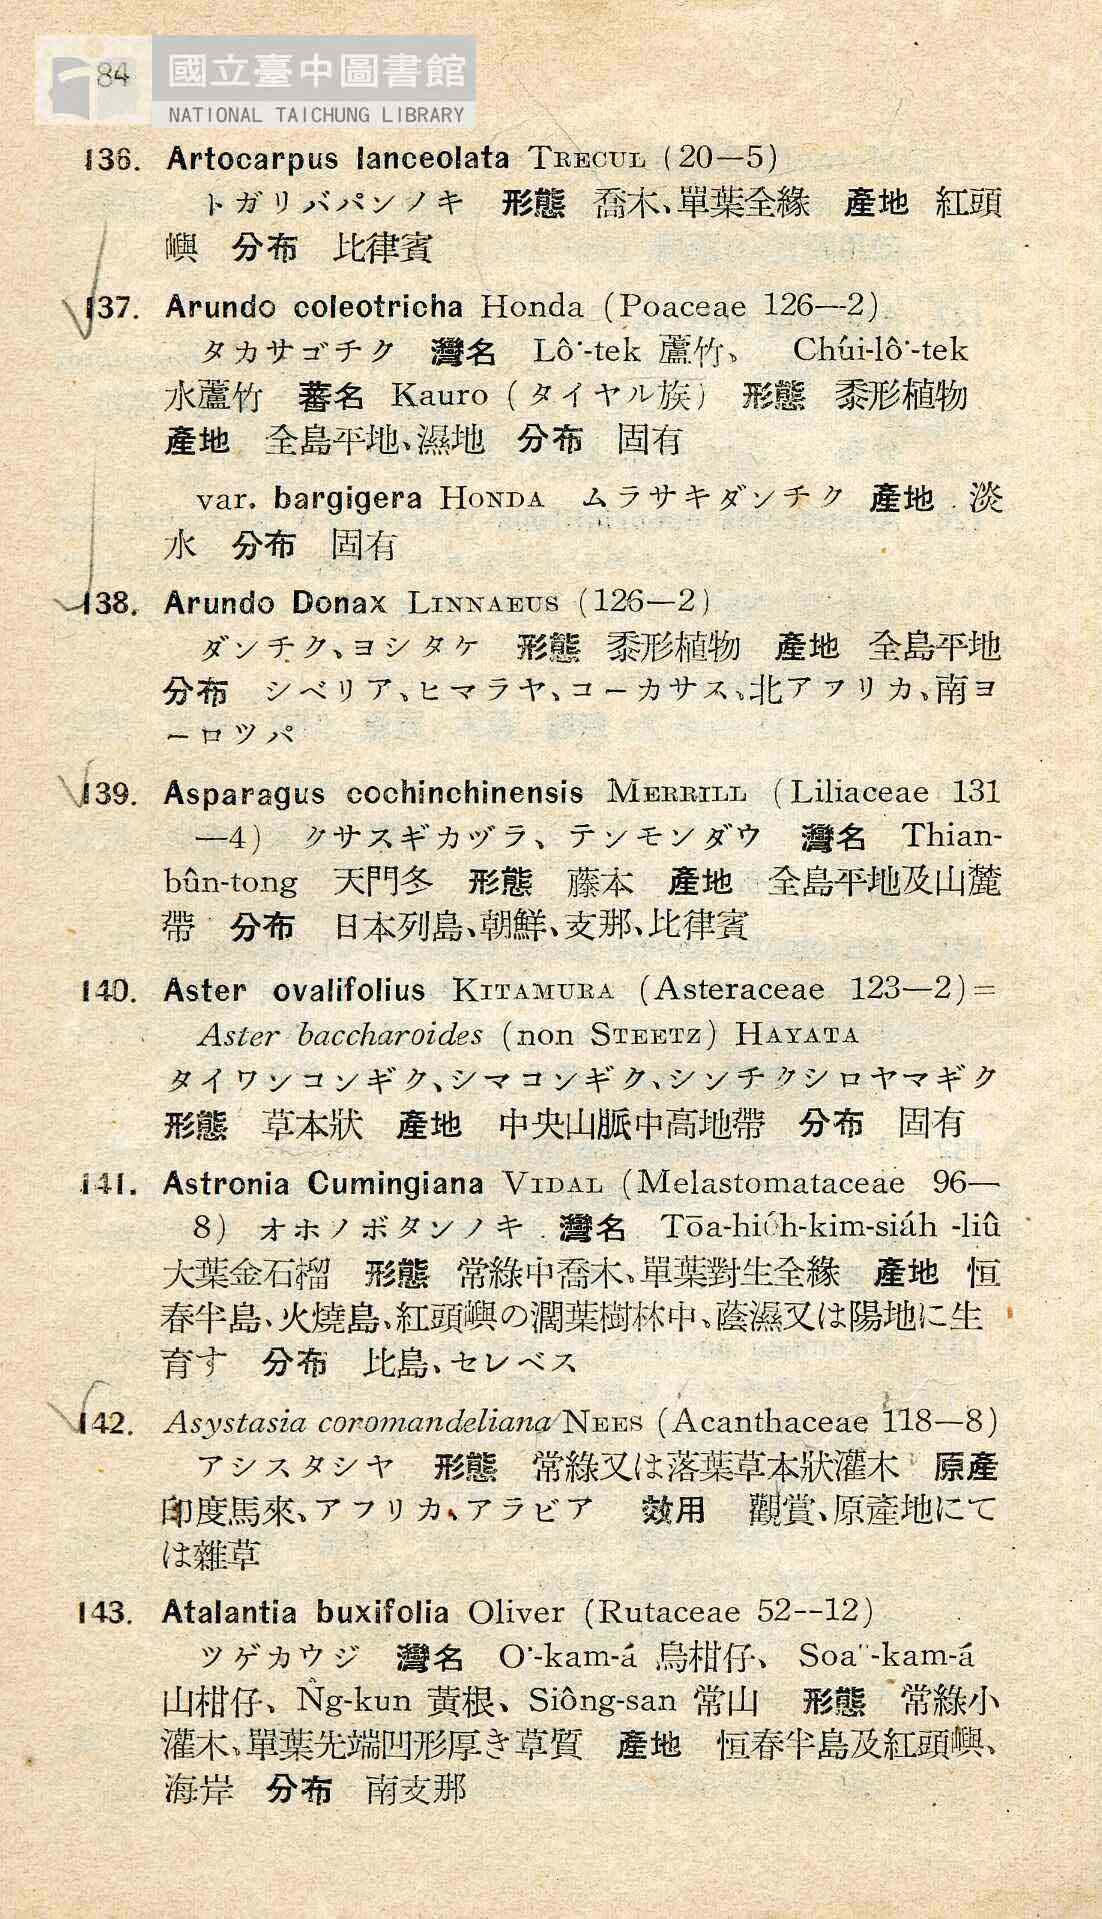 84
國立臺中圖書館
NATIONAL TAICHUNG LIBRARY
136. Artocarpus lanceolata TRECUL (20—5)
トガリバパンノキ 形態 喬木、單葉全緣 產地 紅頭
嶼 分布 比律賓
137. Arundo coleotricha Honda (Poaceae 126—2)
タカサゴチク 灣名 Lô·-tek 蘆竹、 Chúi-lô·-tek
水蘆竹 蕃名 Kauro (タイヤル族) 形態 黍形植物
產地 全島平地、濕地 分布 固有
var. bargigera HONDA ムラサキダンチク 產地 淡
水 分布 固有
138. Arundo Donax LINNAEUS (126—2)
ダンチク、ヨシタケ 形態 黍形植物 產地 全島平地
分布 シベリア、ヒマラヤ、コーカサス、北アフリカ、南ヨ
ーロツパ
139. Asparagus cochinchinensis MERRILL (Liliaceae 131
—4) クサスギカヅラ、テンモンダウ 灣名 Thian-
bûn-tong 天門冬 形態 藤本 產地 全島平地及山麓
帶 分布 日本列島、朝鮮、支那、比律賓
140. Aster ovalifolius KITAMURA (Asteraceae 123—2)=
Aster baccharoides (non STEETZ) HAYATA
タイワンコンギク、シマコンギク、シンチクシロヤマギク
形態 草本狀 產地 中央山脈中高地帶 分布 固有
141. Astronia Cumingiana VIDAL (Melastomataceae 96—
8) オホノボタンノキ 灣名 Tōa-hio̍h-kim-siáh -liû
大葉金石榴 形態 常綠中喬木、單葉對生全緣 產地 恒
春半島、火燒島、紅頭嶼の濶葉樹林中、蔭濕又は陽地に生
育す 分布 比島、セレベス
142. Asystasia coromandeliana NEES (Acanthaceae 118—8)
アシスタシヤ 形態 常綠又は落葉草本狀灌木 原產
印度馬來、アフリカ、アラビア 效用 觀賞、原產地にて
は雜草
143. Atalantia buxifolia Oliver (Rutaceae 52--12)
ツゲカウジ 灣名 O·-kam-á 烏柑仔、 Soa¨-kam-á
山柑仔、 Ǹg-kun 黃根、 Siông-san 常山 形態 常綠小
灌木、單葉先端凹形厚き草質 產地 恒春半島及紅頭嶼、
海岸 分布 南支那